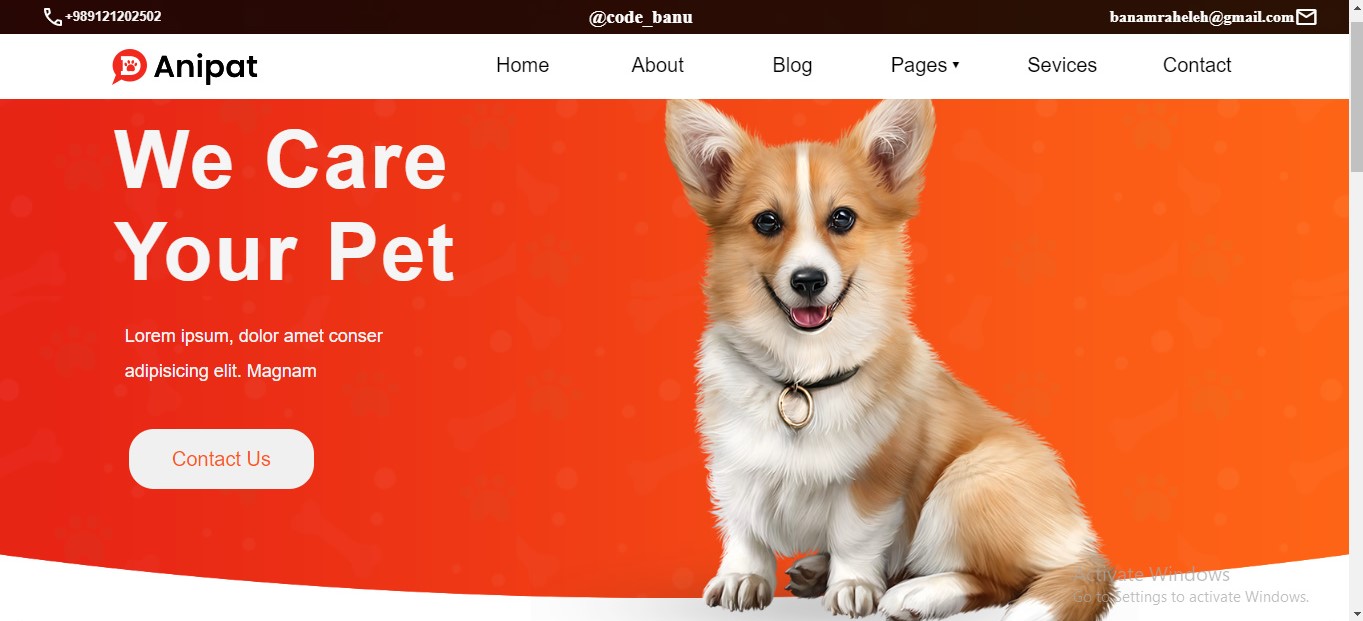 +989121202502
@code_banu
banamraheleh@gmail.com
Anipat
Home
About
Blog
Pages ▾
Sevices
Contact
We Care
Your Pet
Lorem ipsum, dolor amet conser
adipisicing elit. Magnam
Contact Us
Activate Windows
Go to Settings to activate Windows.